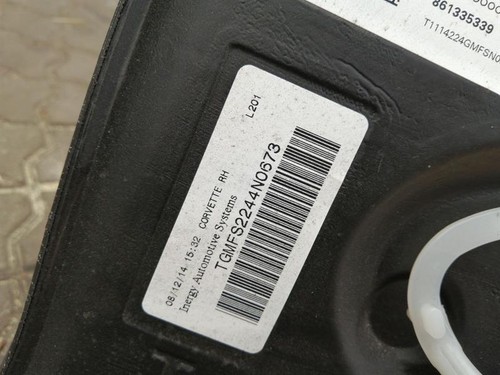 861335339
T1114224GMFSN0
L201
TGMFS2244N0673
Inergy Automotive Systems
08/12/14 15:32 CORVETTE RH